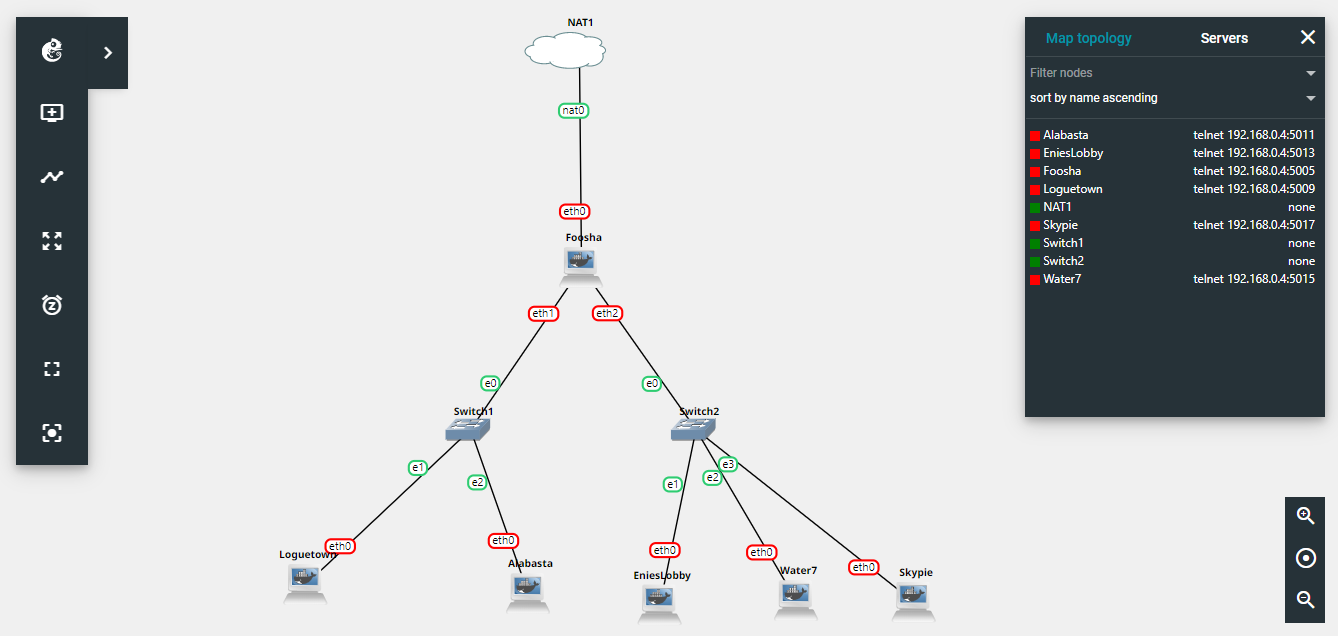 NAT1
Map topology Servers
Filter nodes
sort by name ascending
Alabasta telnet 192.168.0.4:5011
EniesLobby telnet 192.168.0.4:5013
Foosha telnet 192.168.0.4:5005
Loguetown telnet 192.168.0.4:5009
NAT1 none
Skypie telnet 192.168.0.4:5017
Switch1 none
Switch2 none
Water7 telnet 192.168.0.4:5015
nat0
eth0
Foosha
eth1 eth2
e0 e0
Switch1 Switch2
e1 e2 e1 e2 e3
eth0 eth0 eth0 eth0 eth0
Loguetown Alabasta EniesLobby Water7 Skypie